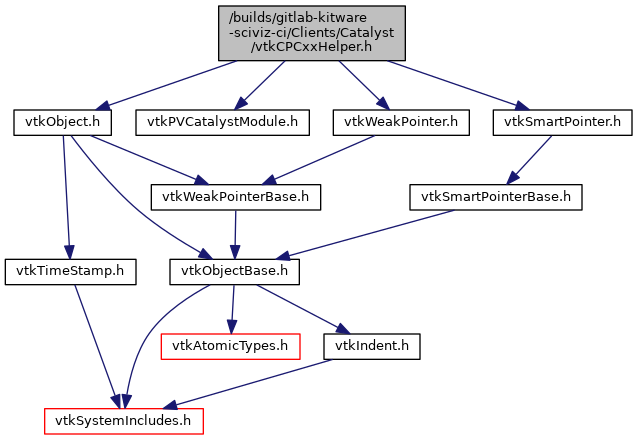 /builds/gitlab-kitware
-sciviz-ci/Clients/Catalyst
/vtkCPCxxHelper.h
vtkObject.h
vtkPVCatalystModule.h
vtkWeakPointer.h
vtkSmartPointer.h
vtkWeakPointerBase.h
vtkSmartPointerBase.h
vtkTimeStamp.h
vtkObjectBase.h
vtkAtomicTypes.h
vtkIndent.h
vtkSystemIncludes.h